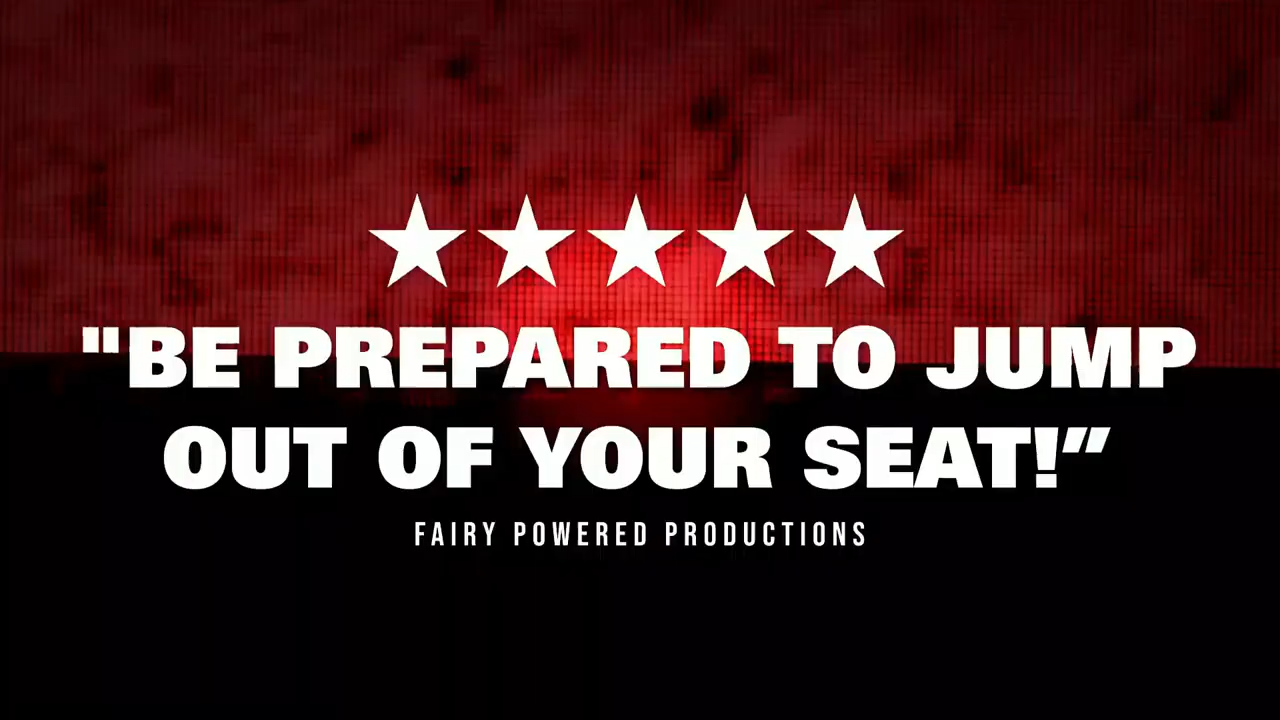 "BE PREPARED TO JUMP
OUT OF YOUR SEAT!”
FAIRY POWERED PRODUCTIONS